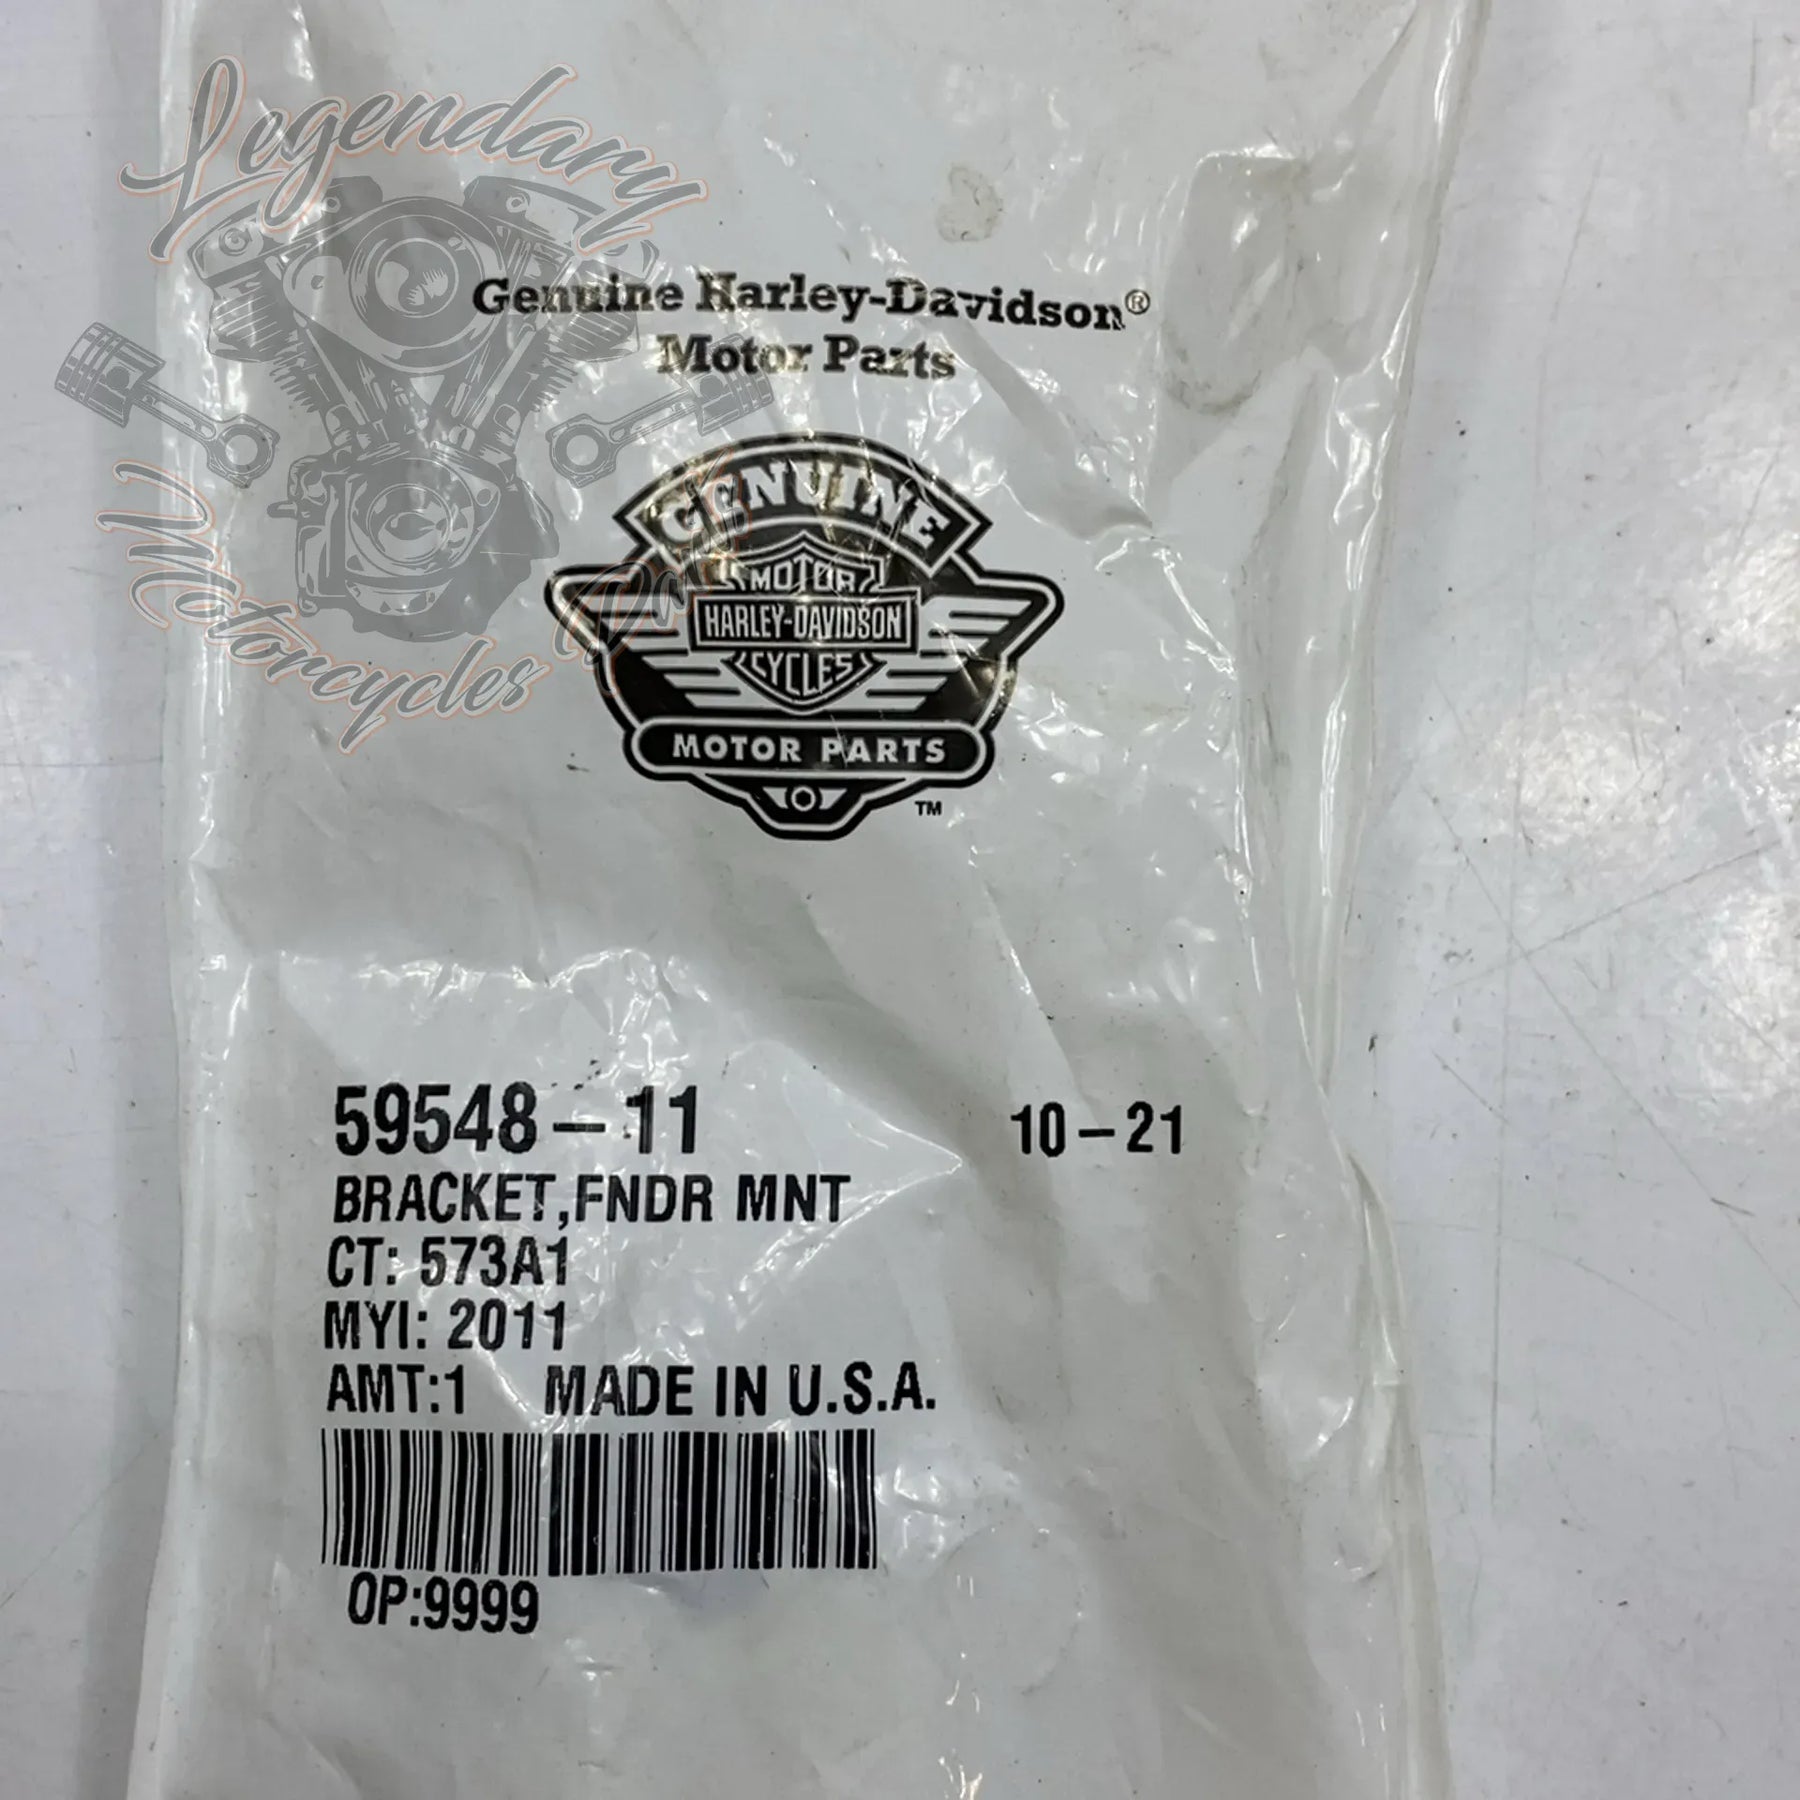 Legendary
Motorcycles Parts
Genuine Harley-Davidson®
Motor Parts
GENUINE
MOTOR
HARLEY-DAVIDSON
CYCLES
MOTOR PARTS
TM
59548-11 10-21
BRACKET,FNDR MNT
CT: 573A1
MYI: 2011
AMT:1 MADE IN U.S.A.
OP:9999